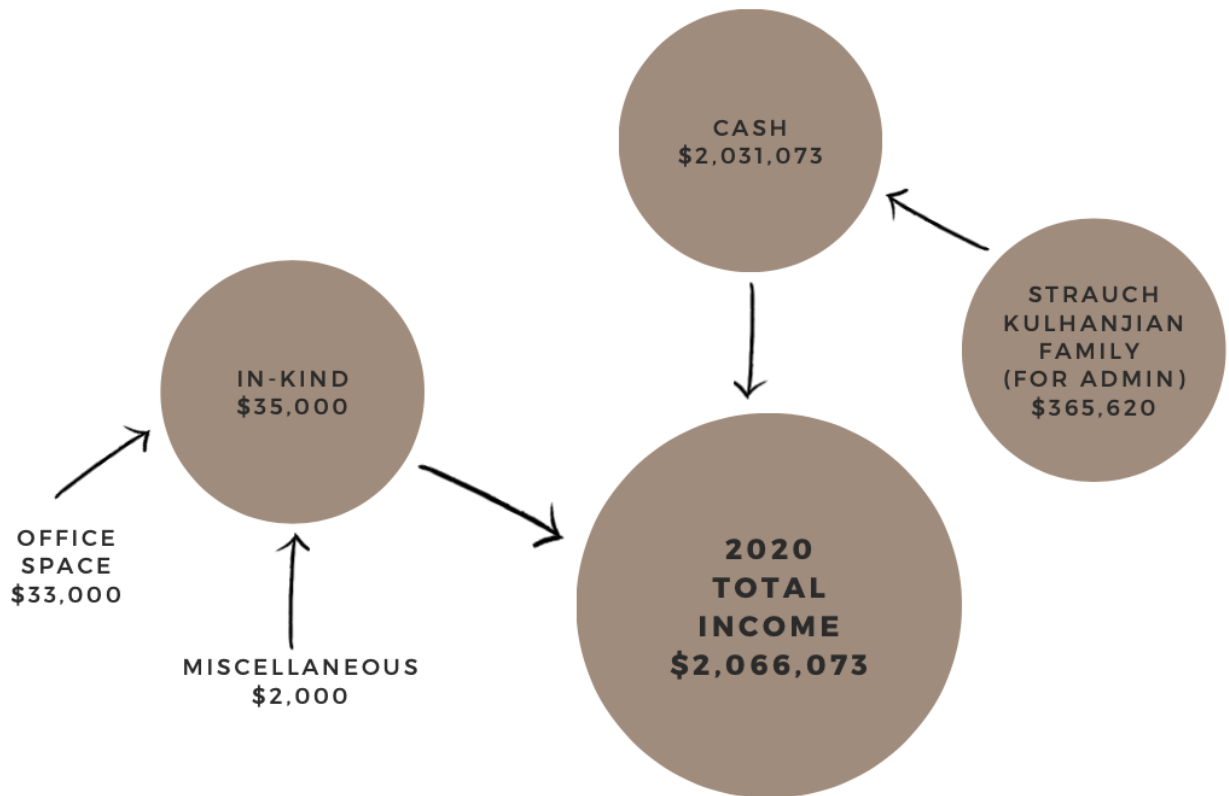 CASH
$2,031,073
STRAUCH
KULHANJIAN
FAMILY
(FOR ADMIN)
$365,620
IN-KIND
$35,000
OFFICE
SPACE
$33,000
MISCELLANEOUS
$2,000
2020
TOTAL
INCOME
$2,066,073